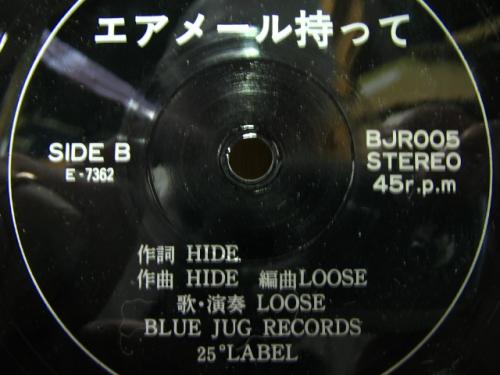 エアメール持って
SIDE B
E-7362
BJR005
STEREO
45r.p.m
作詞 HIDE
作曲 HIDE 編曲LOOSE
歌・演奏 LOOSE
BLUE JUG RECORDS
25°LABEL